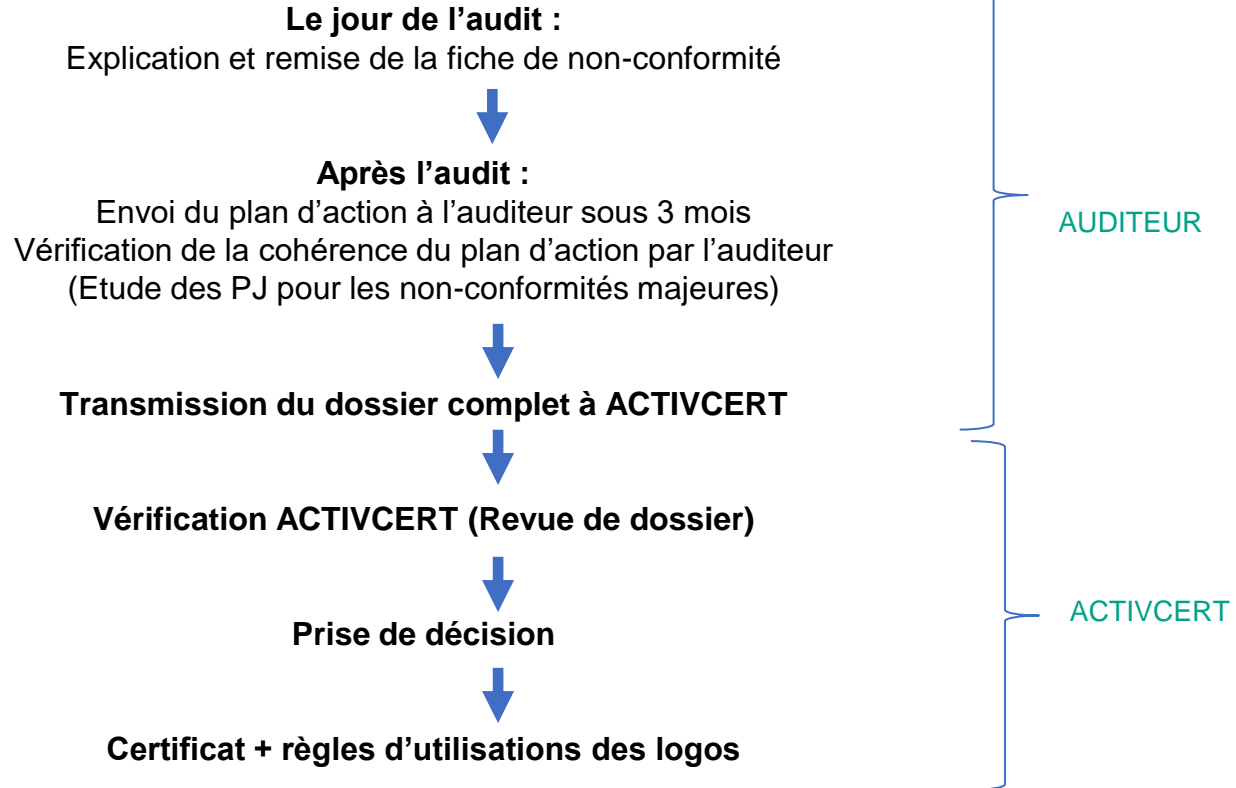 Le jour de l’audit :
Explication et remise de la fiche de non-conformité
Après l’audit :
Envoi du plan d’action à l’auditeur sous 3 mois
Vérification de la cohérence du plan d’action par l’auditeur
(Etude des PJ pour les non-conformités majeures)
AUDITEUR
Transmission du dossier complet à ACTIVCERT
Vérification ACTIVCERT (Revue de dossier)
Prise de décision
ACTIVCERT
Certificat + règles d’utilisations des logos